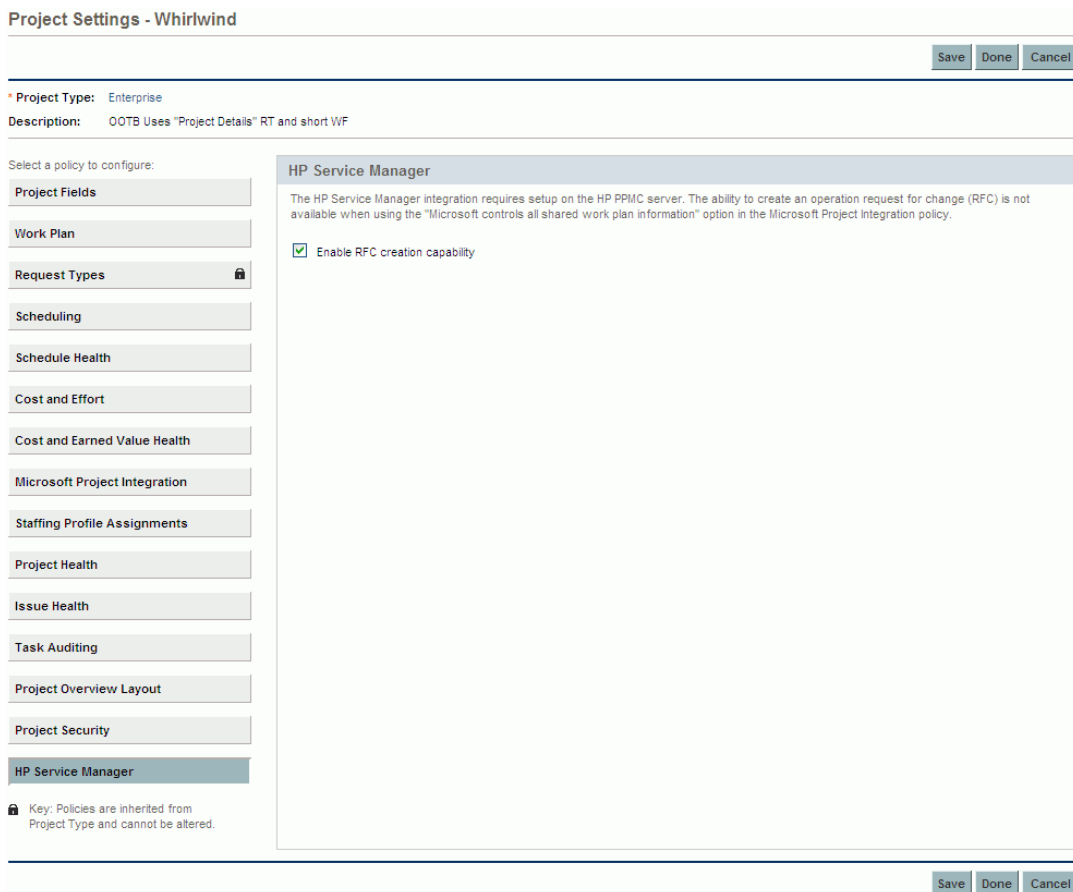 Project Settings - Whirlwind
Save Done Cancel
* Project Type: Enterprise
Description: OOTB Uses "Project Details" RT and short WF
Select a policy to configure:
Project Fields
Work Plan
Request Types
Scheduling
Schedule Health
Cost and Effort
Cost and Earned Value Health
Microsoft Project Integration
Staffing Profile Assignments
Project Health
Issue Health
Task Auditing
Project Overview Layout
Project Security
HP Service Manager
Key: Policies are inherited from
Project Type and cannot be altered.
HP Service Manager
The HP Service Manager integration requires setup on the HP PPMC server. The ability to create an operation request for change (RFC) is not
available when using the "Microsoft controls all shared work plan information" option in the Microsoft Project Integration policy.
Enable RFC creation capability
Save Done Cancel